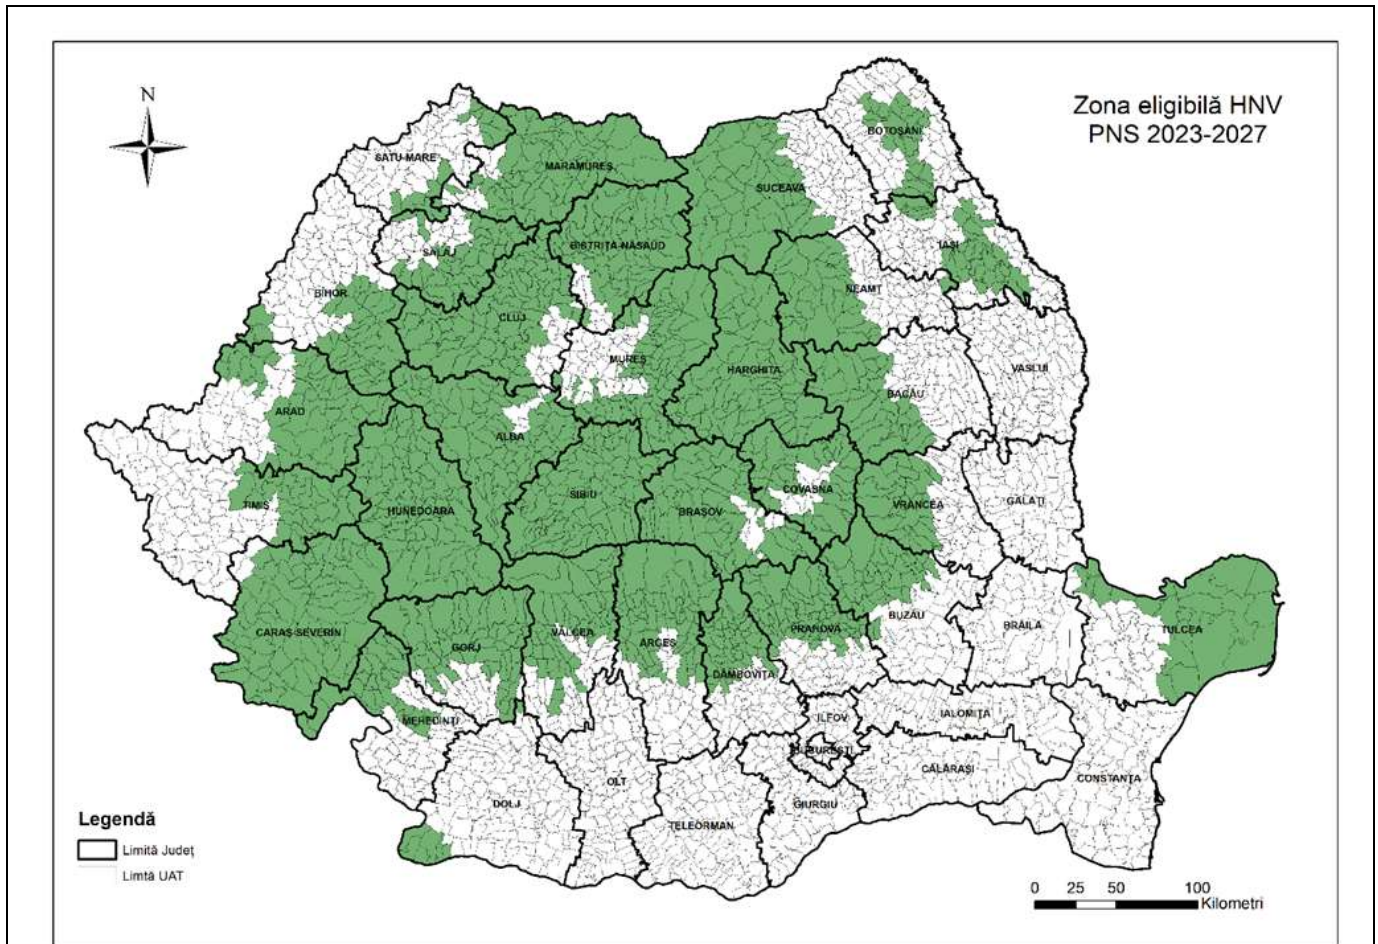 Zona eligibilă HNV
PNS 2023-2027
N
BOTOȘANI
SATU MARE
MARAMUREȘ
SUCEAVA
BISTRIȚA-NĂSĂUD
IAȘI
SĂLAJ
BIHOR
NEAMȚ
CLUJ
MUREȘ
HARGHITA
VASLUI
BACĂU
ARAD
ALBA
COVASNA
SIBIU
TIMIȘ
HUNEDOARA
BRAȘOV
VRANCEA
GALAȚI
BUZĂU
BRĂILA
TULCEA
CARAȘ-SEVERIN
VÂLCEA
PRAHOVA
ARGEȘ
GORJ
DÂMBOVIȚA
MEHEDINȚI
ILFOV
IALOMIȚA
BUCUREȘTI
CĂLĂRAȘI
CONSTANȚA
OLT
DOLJ
GIURGIU
TELEORMAN
Legendă
Limită Județ
Limtă UAT
0 25 50 100
Kilometri